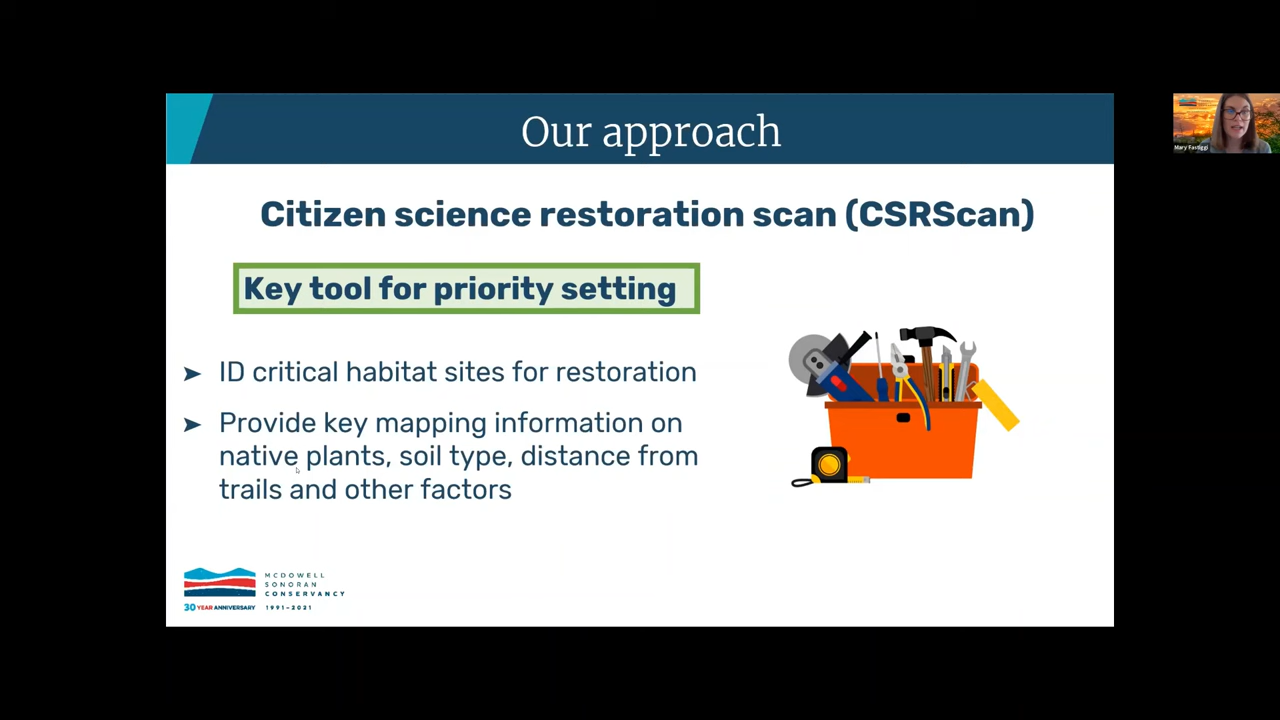 Our approach
Citizen science restoration scan (CSRScan)
Key tool for priority setting
➤ ID critical habitat sites for restoration
➤ Provide key mapping information on
native plants, soil type, distance from
trails and other factors
MCDOWELL
SONORAN
CONSERVANCY
30 YEAR ANNIVERSARY 1991–2021
Mary Fastiggi